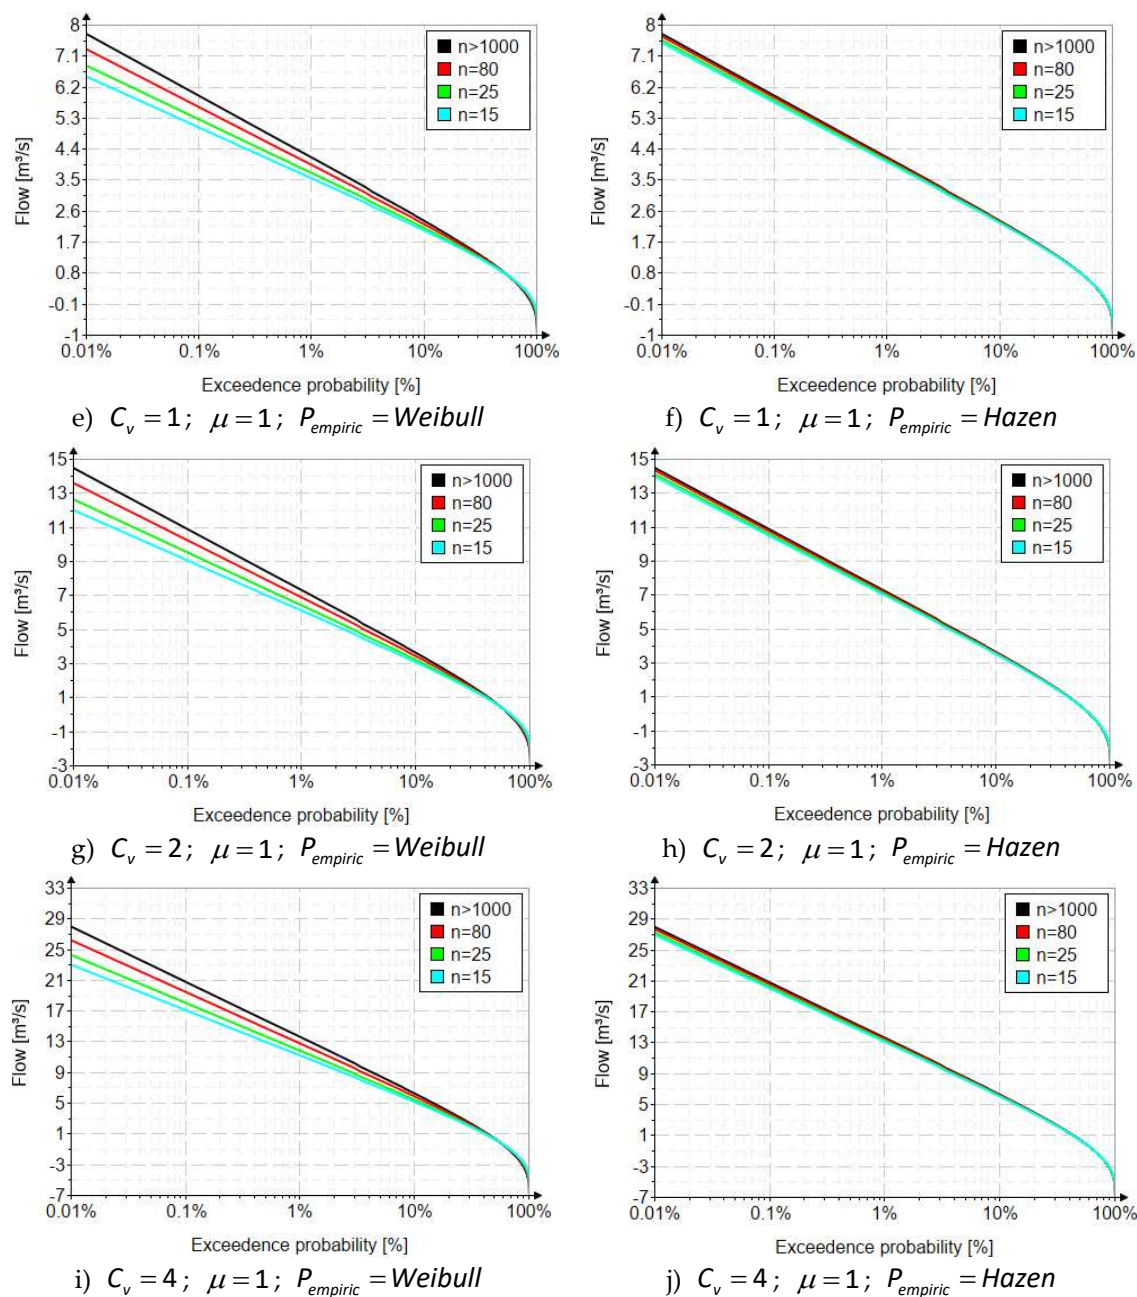 8
7.1
6.2
5.3
4.4
3.5
2.6
1.7
0.8
-0.1
-1
Flow [m³/s]
n>1000
n=80
n=25
n=15
0.01% 0.1% 1% 10% 100%
Exceedence probability [%]
e) C_v = 1; μ = 1; P_empiric = Weibull
8
7.1
6.2
5.3
4.4
3.5
2.6
1.7
0.8
-0.1
-1
Flow [m³/s]
n>1000
n=80
n=25
n=15
0.01% 0.1% 1% 10% 100%
Exceedence probability [%]
f) C_v = 1; μ = 1; P_empiric = Hazen
15
13
11
9
7
5
3
1
-1
-3
Flow [m³/s]
n>1000
n=80
n=25
n=15
0.01% 0.1% 1% 10% 100%
Exceedence probability [%]
g) C_v = 2; μ = 1; P_empiric = Weibull
15
13
11
9
7
5
3
1
-1
-3
Flow [m³/s]
n>1000
n=80
n=25
n=15
0.01% 0.1% 1% 10% 100%
Exceedence probability [%]
h) C_v = 2; μ = 1; P_empiric = Hazen
33
29
25
21
17
13
9
5
1
-3
-7
Flow [m³/s]
n>1000
n=80
n=25
n=15
0.01% 0.1% 1% 10% 100%
Exceedence probability [%]
i) C_v = 4; μ = 1; P_empiric = Weibull
33
29
25
21
17
13
9
5
1
-3
-7
Flow [m³/s]
n>1000
n=80
n=25
n=15
0.01% 0.1% 1% 10% 100%
Exceedence probability [%]
j) C_v = 4; μ = 1; P_empiric = Hazen